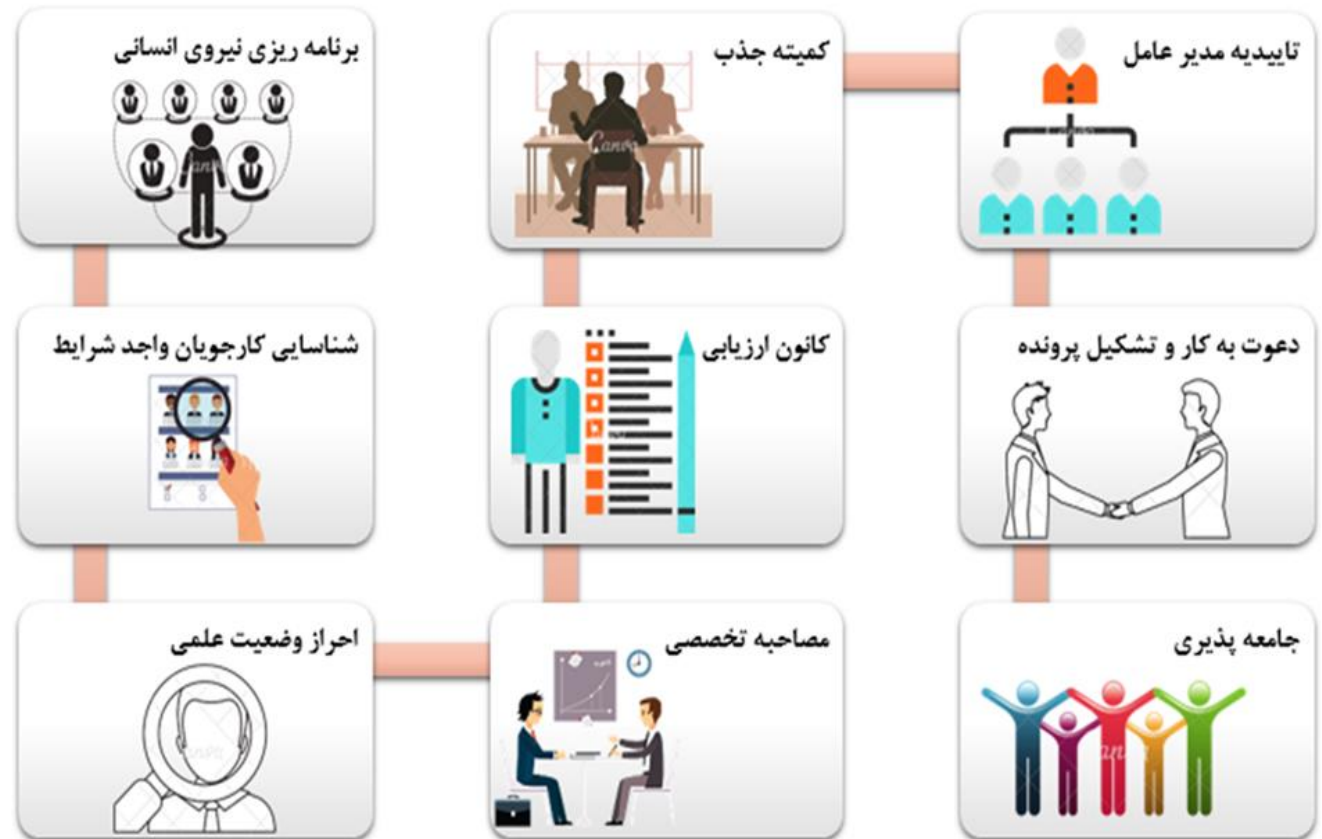 برنامه ریزی نیروی انسانی
شناسایی کارجویان واجد شرایط
احراز وضعیت علمی
مصاحبه تخصصی
کانون ارزیابی
کمیته جذب
تاییدیه مدیر عامل
دعوت به کار و تشکیل پرونده
جامعه پذیری
Canva